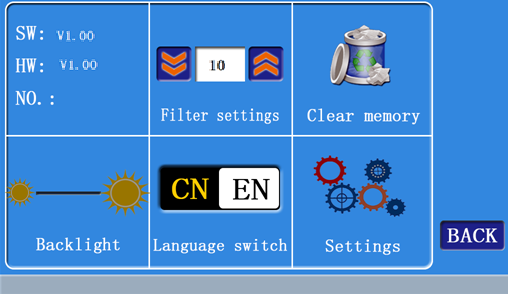 SW: V1.00
HW: V1.00
NO.:
10
Filter settings
Clear memory
Backlight
CN EN
Language switch
Settings
BACK